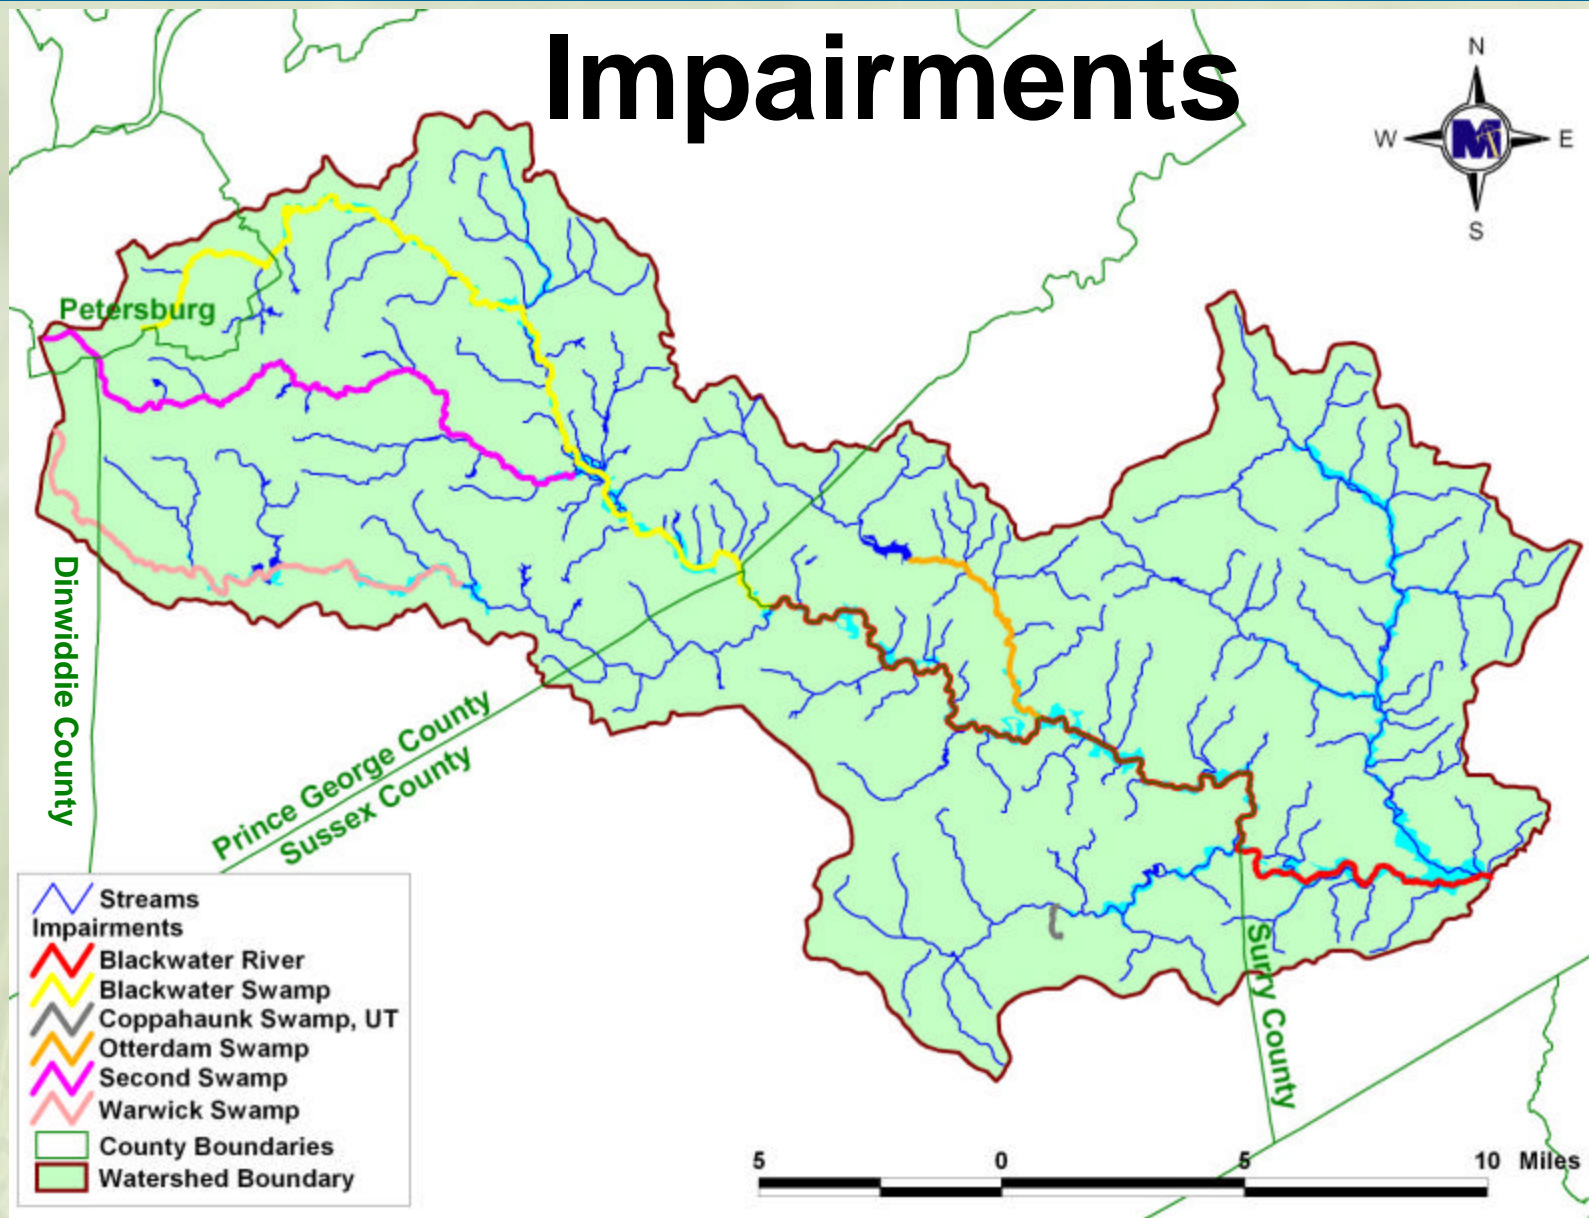 Impairments
N
W
M
E
S
Petersburg
Dinwiddie County
Prince George County
Sussex County
Surry County
Streams
Impairments
Blackwater River
Blackwater Swamp
Coppahaunk Swamp, UT
Otterdam Swamp
Second Swamp
Warwick Swamp
County Boundaries
Watershed Boundary
5 0 5 10 Miles